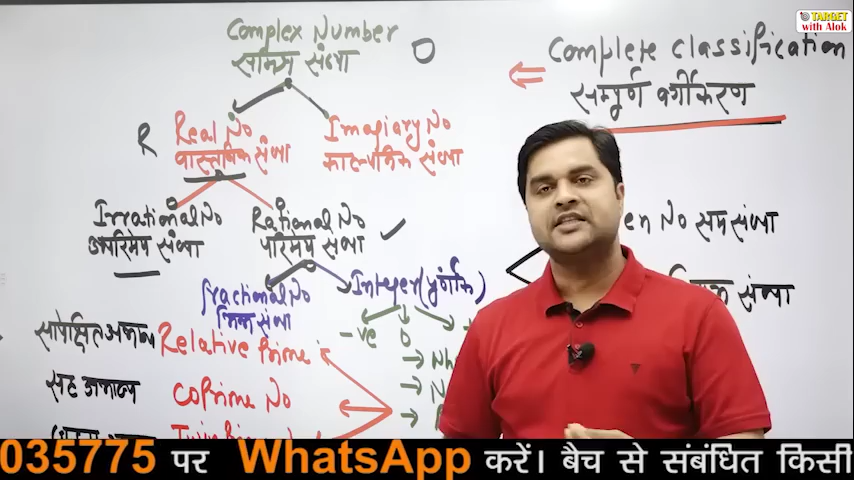 TARGET
with Alok
Complex Number
सम्मिश्र संख्या
O
Complete classification
सम्पूर्ण वर्गीकरण
R
Real No
वास्तविक संख्या
Imagiary No
काल्पनिक संख्या
Irrational No
अपरिमेय संख्या
Rational No
परिमेय संख्या
en No सम संख्या
संख्या
fractional No
भिन्न संख्या
Integer (पूर्णांक)
-ve 0
सापेक्षित अभाज्य
Relative Prime
सह अभाज्य
CoPrime No
035775 पर WhatsApp करें। बैच से संबंधित किसी